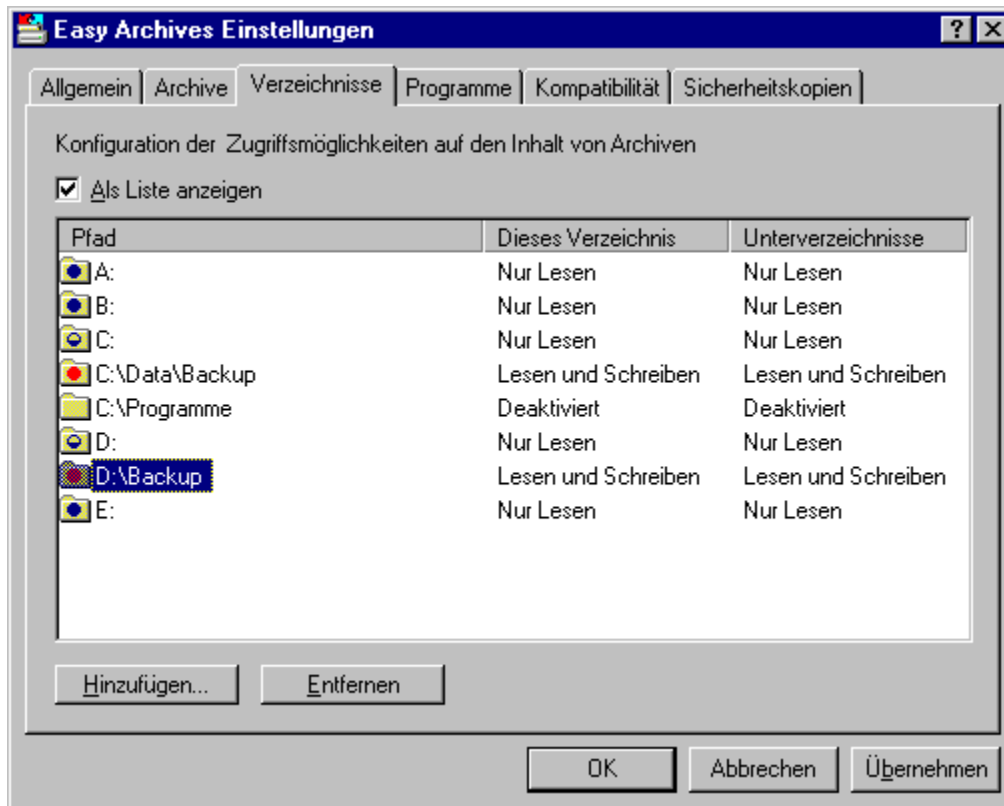 Easy Archives Einstellungen
Allgemein Archive Verzeichnisse Programme Kompatibilität Sicherheitskopien
Konfiguration der Zugriffsmöglichkeiten auf den Inhalt von Archiven
Als Liste anzeigen
Pfad Dieses Verzeichnis Unterverzeichnisse
A: Nur Lesen Nur Lesen
B: Nur Lesen Nur Lesen
C: Nur Lesen Nur Lesen
C:\Data\Backup Lesen und Schreiben Lesen und Schreiben
C:\Programme Deaktiviert Deaktiviert
D: Nur Lesen Nur Lesen
D:\Backup Lesen und Schreiben Lesen und Schreiben
E: Nur Lesen Nur Lesen
Hinzufügen... Entfernen
OK Abbrechen Übernehmen